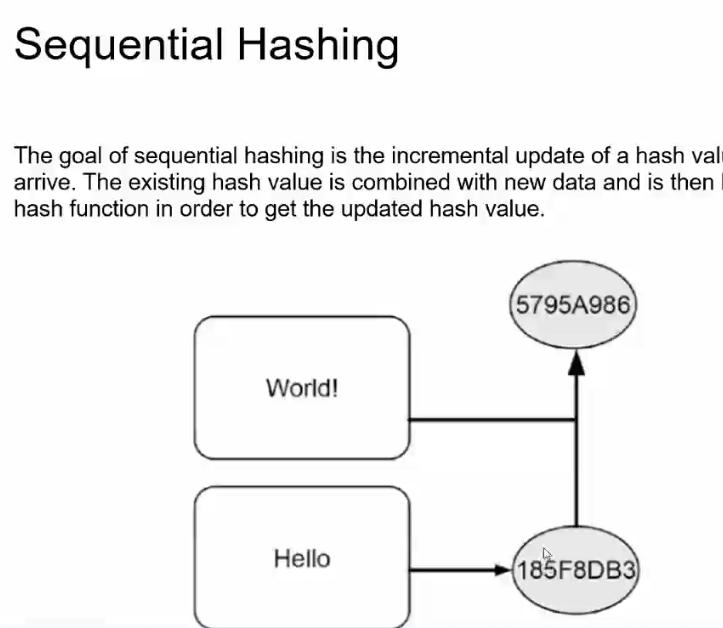 Sequential Hashing
The goal of sequential hashing is the incremental update of a hash
arrive. The existing hash value is combined with new data and is then
hash function in order to get the updated hash value.
5795A986
World!
Hello
185F8DB3